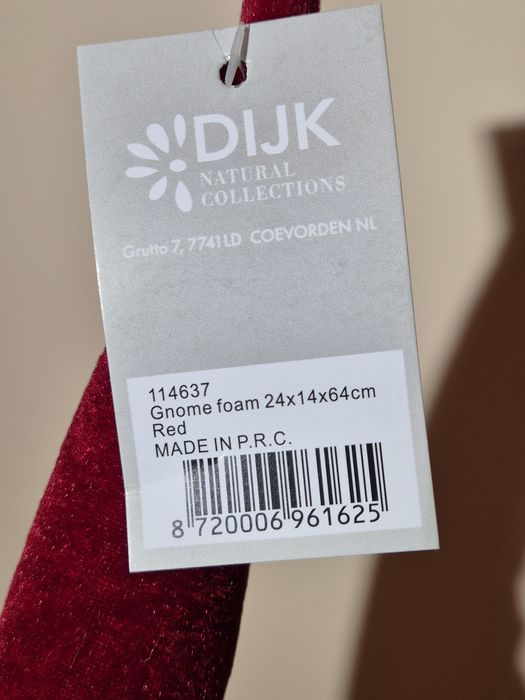 DIJK
NATURAL
COLLECTIONS
Grutto 7, 7741LD COEVORDEN NL
114637
Gnome foam 24x14x64cm
Red
MADE IN P.R.C.
8 720006 961625